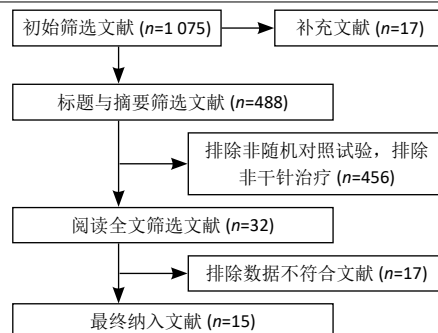 初始筛选文献 (n=1 075)
补充文献 (n=17)
标题与摘要筛选文献 (n=488)
排除非随机对照试验，排除
非干针治疗 (n=456)
阅读全文筛选文献 (n=32)
排除数据不符合文献 (n=17)
最终纳入文献 (n=15)